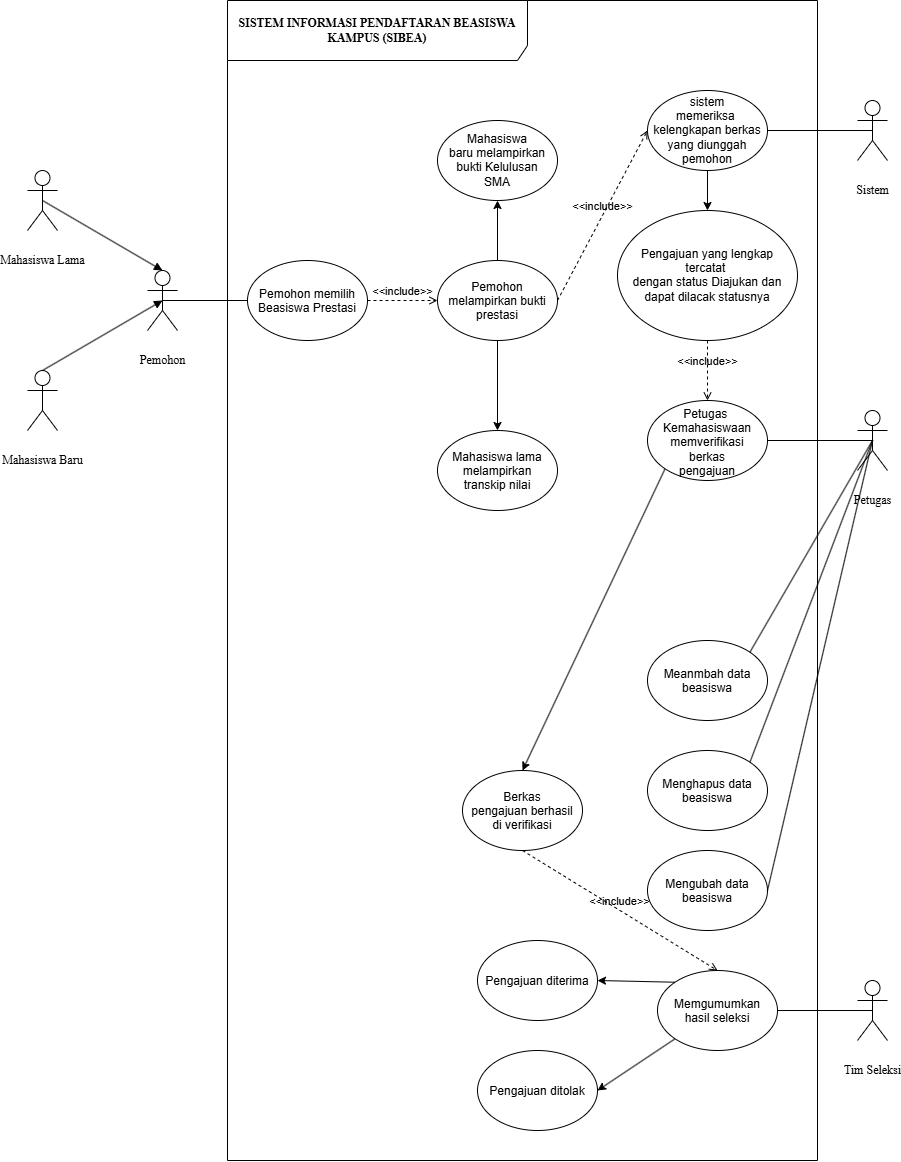 SISTEM INFORMASI PENDAFTARAN BEASISWA
KAMPUS (SIBEA)
sistem
memeriksa
kelengkapan berkas
yang diunggah
pemohon
Sistem
Mahasiswa
baru melampirkan
bukti Kelulusan
SMA
<<include>>
Mahasiswa Lama
Pengajuan yang lengkap
tercatat
dengan status Diajukan dan
dapat dilacak statusnya
Pemohon memilih
Beasiswa Prestasi
<<include>>
Pemohon
melampirkan bukti
prestasi
Pemohon
<<include>>
Mahasiswa Baru
Petugas
Kemahasiswaan
memverifikasi
berkas
pengajuan
Petugas
Mahasiswa lama
melampirkan
transkip nilai
Meanmbah data
beasiswa
Menghapus data
beasiswa
Berkas
pengajuan berhasil
di verifikasi
Mengubah data
beasiswa
<<include>>
Pengajuan diterima
Memgumumkan
hasil seleksi
Tim Seleksi
Pengajuan ditolak